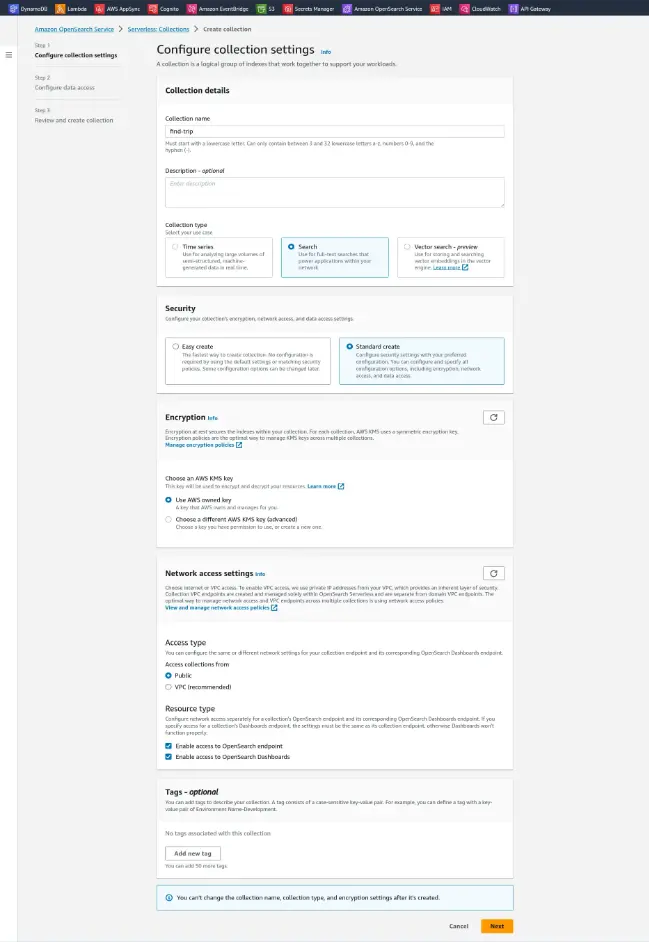 DynamoDB Lambda AWS AppSync Cognito Amazon EventBridge S3 Secrets Manager Amazon OpenSearch Service IAM CloudWatch API Gateway
Amazon OpenSearch Service > Serverless: Collections > Create collection
Step 1
Configure collection settings
Step 2
Configure data access
Step 3
Review and create collection
Configure collection settings Info
A collection is a logical group of indexes that work together to support your workloads.
Collection details
Collection name
find-trip
Must start with a lowercase letter. Can only contain between 3 and 32 lowercase letters a-z, numbers 0-9, and the
hyphen (-).
Description - optional
Enter description
Collection type
Select your use case
Time series
Use for analyzing large volumes of
semi-structured, machine-
generated data in real time.
Search
Use for full-text searches that
power applications within your
network.
Vector search - preview
Use for storing and searching
vector embeddings in the vector
engine. Learn more
Security
Configure your collection's encryption, network access, and data access settings.
Easy create
The fastest way to create collection. No configuration is
required by using the default settings or matching security
policies. Some configuration options can be changed later.
Standard create
Configure security settings with your preferred
configuration. You can configure and specify all
configuration options, including encryption, network
access, and data access.
Encryption Info
Encryption at rest secures the indexes within your collection. For each collection, AWS KMS uses a symmetric encryption key.
Encryption policies are the optimal way to manage KMS keys across multiple collections.
Manage encryption policies
Choose an AWS KMS key
This key will be used to encrypt and decrypt your resources. Learn more
Use AWS owned key
A key that AWS owns and manages for you.
Choose a different AWS KMS key (advanced)
Choose a key you have permission to use, or create a new one.
Network access settings Info
Choose Internet or VPC access. To enable VPC access, we use private IP addresses from your VPC, which provides an inherent layer of security.
Collection VPC endpoints are created and managed solely within OpenSearch Serverless and are separate from domain VPC endpoints. The
optimal way to manage network access and VPC endpoints across multiple collections is using network access policies
View and manage network access policies
Access type
You can configure the same or different network settings for your collection endpoint and its corresponding OpenSearch Dashboards endpoint.
Access collections from
Public
VPC (recommended)
Resource type
Configure network access separately for a collection's OpenSearch endpoint and its corresponding OpenSearch Dashboards endpoint. If you
specify access for a collection's Dashboards endpoint, the settings must be the same as its collection endpoint, otherwise Dashboards won't
function properly.
Enable access to OpenSearch endpoint
Enable access to OpenSearch Dashboards
Tags - optional
You can add tags to describe your collection. A tag consists of a case-sensitive key-value pair. For example, you can define a tag with a key-
value pair of Environment Name-Development.
No tags associated with this collection
Add new tag
You can add 50 more tags.
You can't change the collection name, collection type, and encryption settings after it's created.
Cancel Next